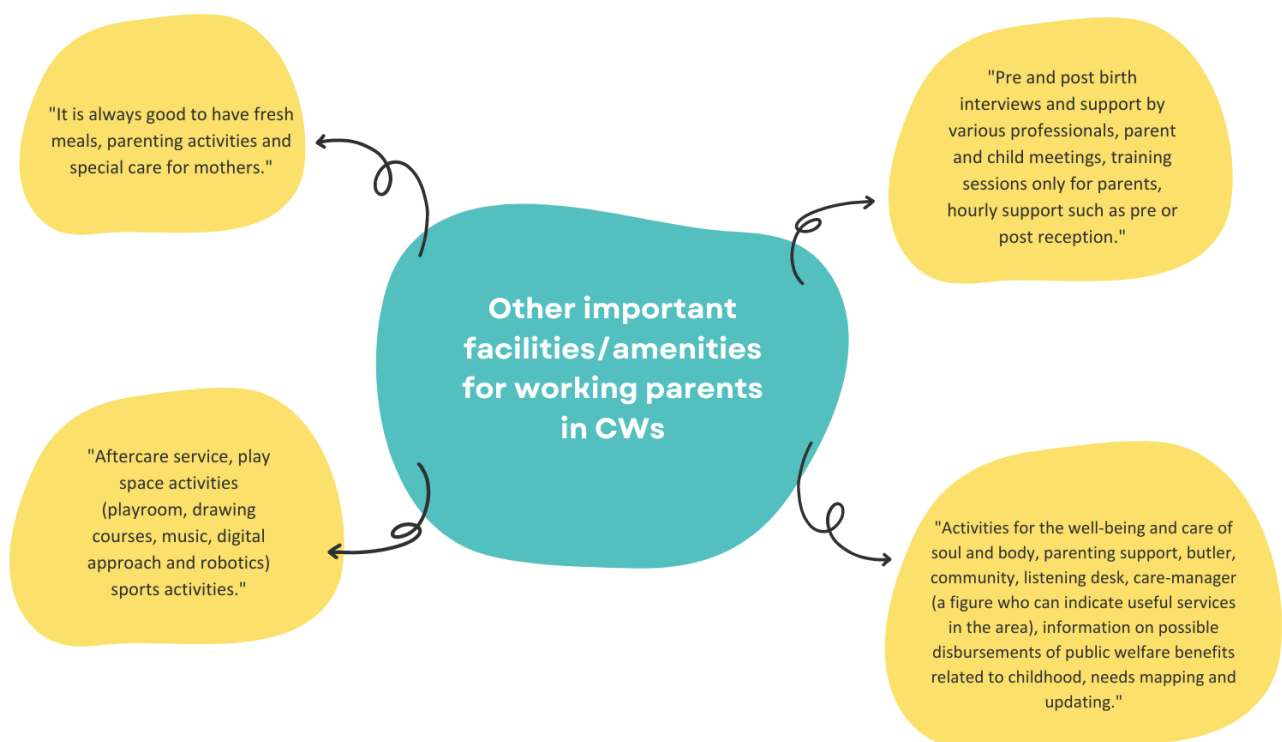 "It is always good to have fresh
meals, parenting activities and
special care for mothers."
"Pre and post birth
interviews and support by
various professionals, parent
and child meetings, training
sessions only for parents,
hourly support such as pre or
post reception."
Other important
facilities/amenities
for working parents
in CWs
"Aftercare service, play
space activities
(playroom, drawing
courses, music, digital
approach and robotics)
sports activities."
"Activities for the well-being and care of
soul and body, parenting support, butler,
community, listening desk, care-manager
(a figure who can indicate useful services
in the area), information on possible
disbursements of public welfare benefits
related to childhood, needs mapping and
updating."